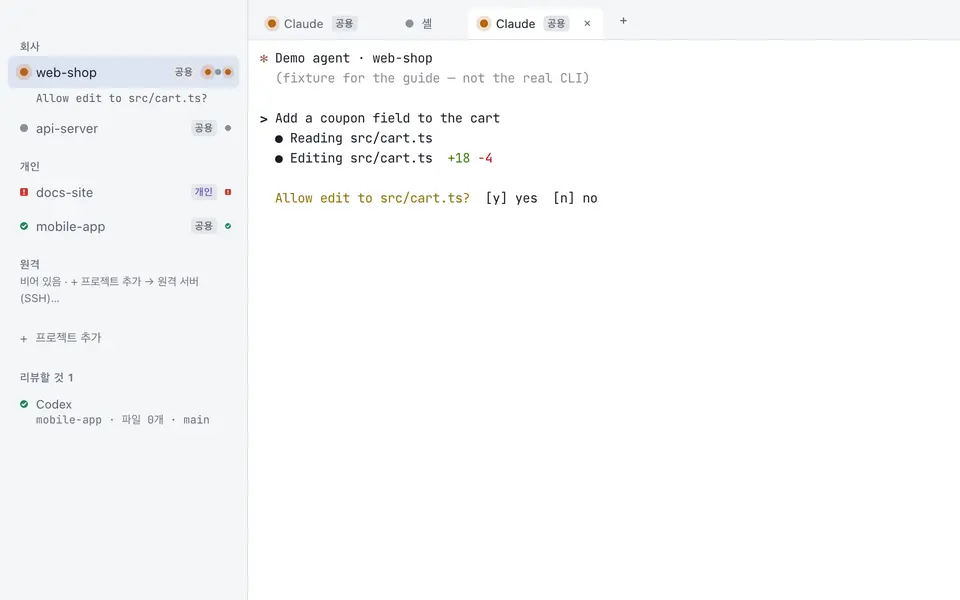 회사
web-shop 공용
Allow edit to src/cart.ts?
api-server 공용
개인
docs-site 개인
mobile-app 공용
원격
비어 있음 · + 프로젝트 추가 → 원격 서버
(SSH)…
+ 프로젝트 추가
리뷰할 것 1
Codex
mobile-app · 파일 0개 · main
Claude 공용 셸 Claude 공용 × +
* Demo agent · web-shop
(fixture for the guide — not the real CLI)
> Add a coupon field to the cart
● Reading src/cart.ts
● Editing src/cart.ts +18 -4
Allow edit to src/cart.ts? [y] yes [n] no